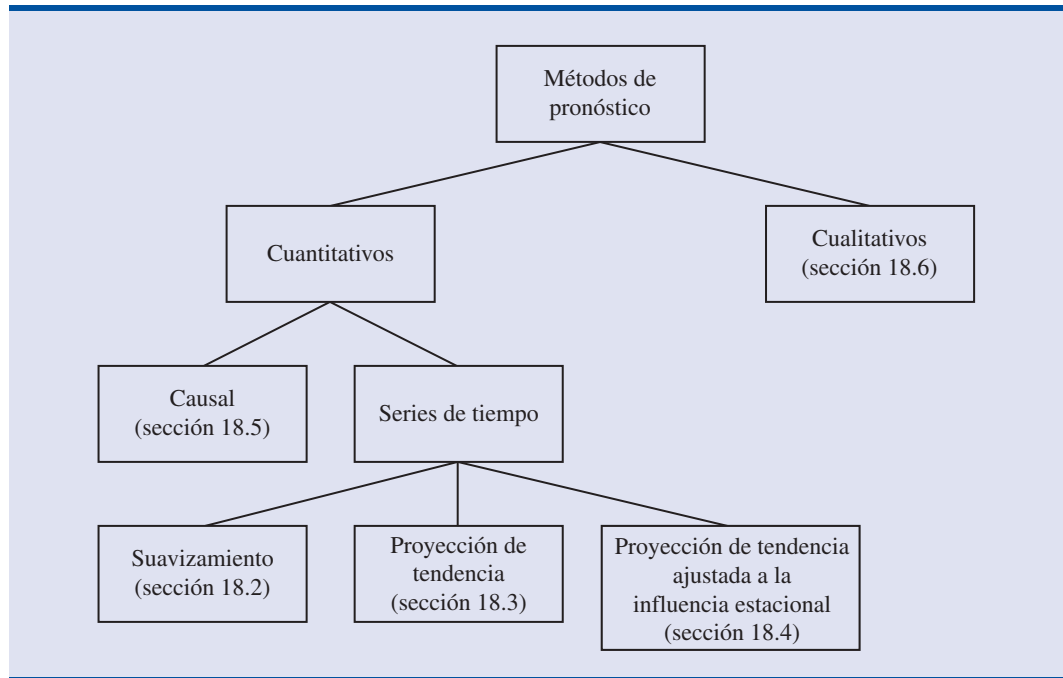 Métodos de
pronóstico
Cuantitativos
Cualitativos
(sección 18.6)
Causal
(sección 18.5)
Series de tiempo
Suavizamiento
(sección 18.2)
Proyección de
tendencia
(sección 18.3)
Proyección de tendencia
ajustada a la
influencia estacional
(sección 18.4)